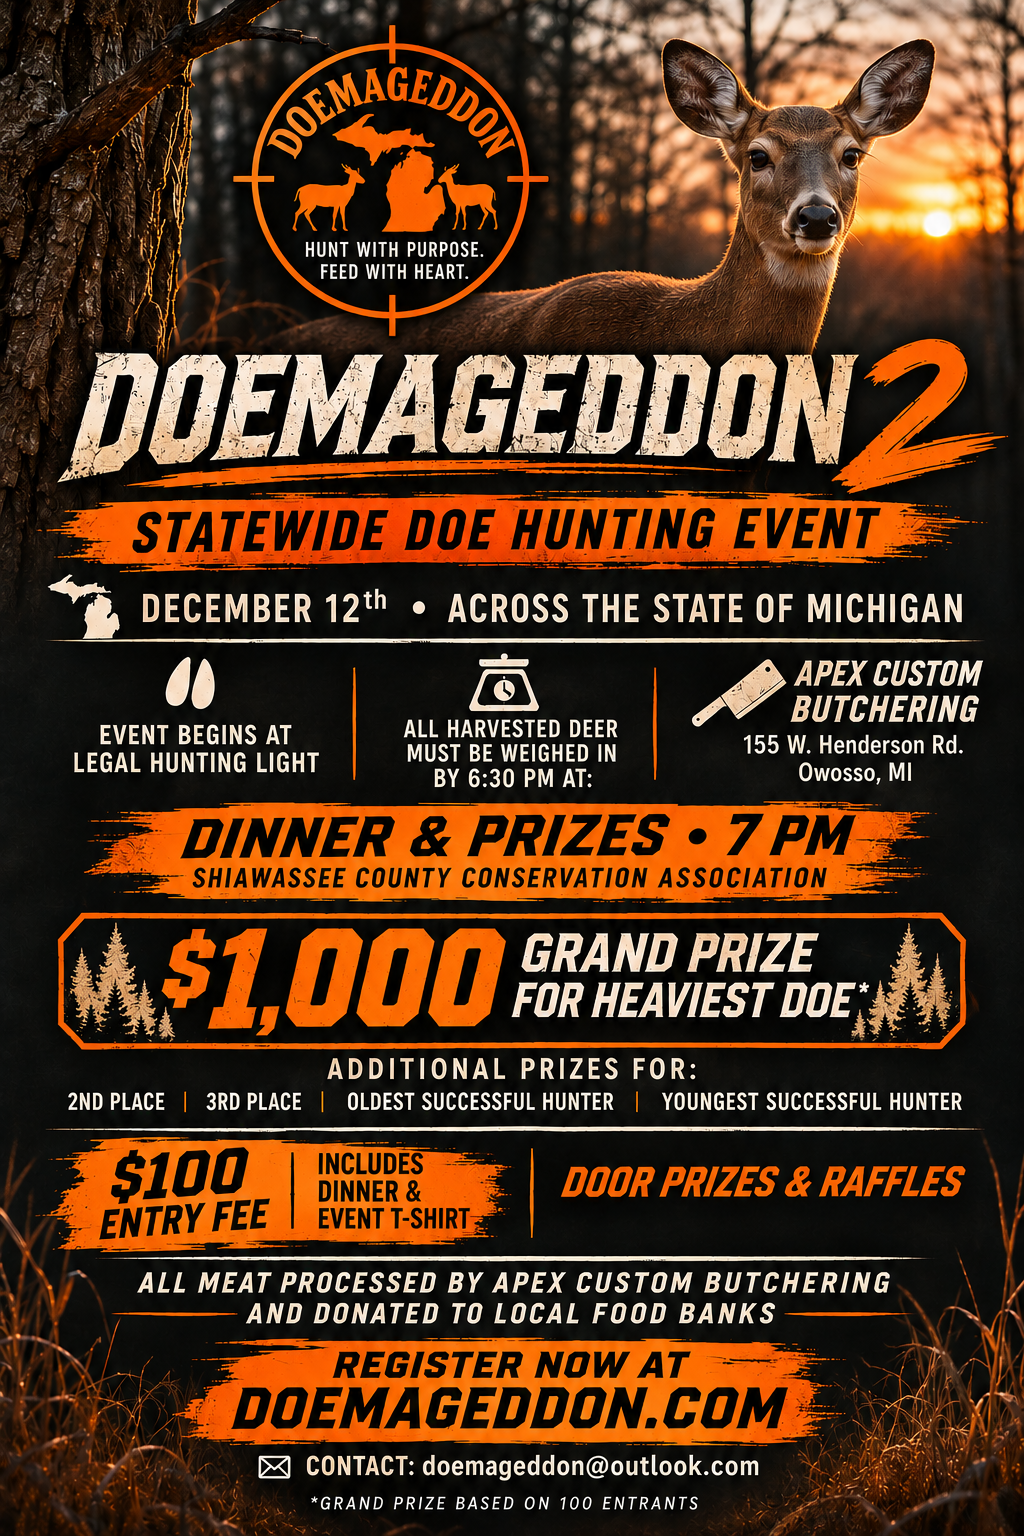 DOEMAGEDDON
HUNT WITH PURPOSE.
FEED WITH HEART.
DOEMAGEDDON 2
STATEWIDE DOE HUNTING EVENT
DECEMBER 12th • ACROSS THE STATE OF MICHIGAN
EVENT BEGINS AT
LEGAL HUNTING LIGHT
ALL HARVESTED DEER
MUST BE WEIGHED IN
BY 6:30 PM AT:
APEX CUSTOM
BUTCHERING
155 W. Henderson Rd.
Owosso, MI
DINNER & PRIZES • 7 PM
SHIAWASSEE COUNTY CONSERVATION ASSOCIATION
$1,000
GRAND PRIZE
FOR HEAVIEST DOE*
ADDITIONAL PRIZES FOR:
2ND PLACE | 3RD PLACE | OLDEST SUCCESSFUL HUNTER | YOUNGEST SUCCESSFUL HUNTER
$100
ENTRY FEE
INCLUDES
DINNER &
EVENT T-SHIRT
DOOR PRIZES & RAFFLES
ALL MEAT PROCESSED BY APEX CUSTOM BUTCHERING
AND DONATED TO LOCAL FOOD BANKS
REGISTER NOW AT
DOEMAGEDDON.COM
CONTACT: doemageddon@outlook.com
*GRAND PRIZE BASED ON 100 ENTRANTS